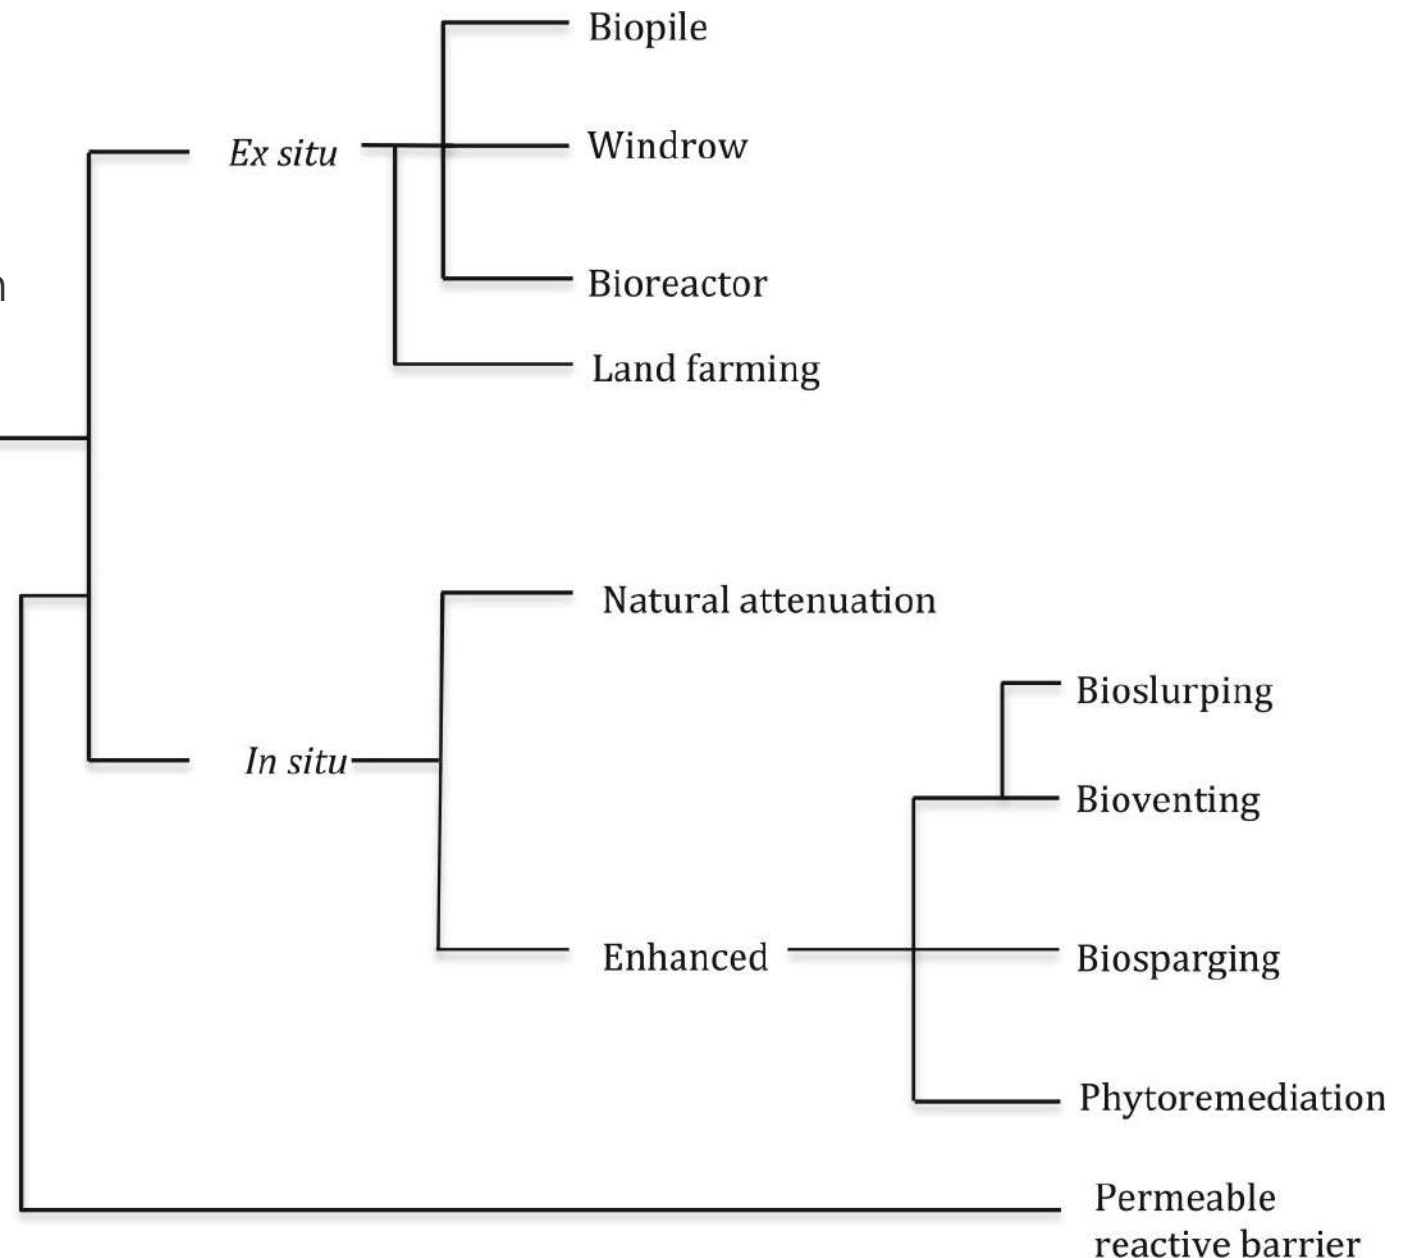 Biopile
Ex situ
Windrow
n
Bioreactor
Land farming
Natural attenuation
Bioslurping
In situ
Bioventing
Enhanced
Biosparging
Phytoremediation
Permeable
reactive barrier